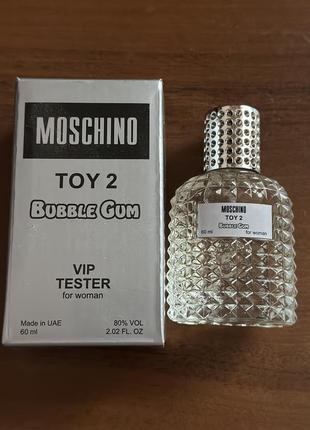 MOSCHINO
TOY 2
BUBBLE GUM
VIP
TESTER
for woman
Made in UAE 80% VOL
60 ml 2.02 FL. OZ
MOSCHINO
TOY 2
60 ml BUBBLE GUM for woman